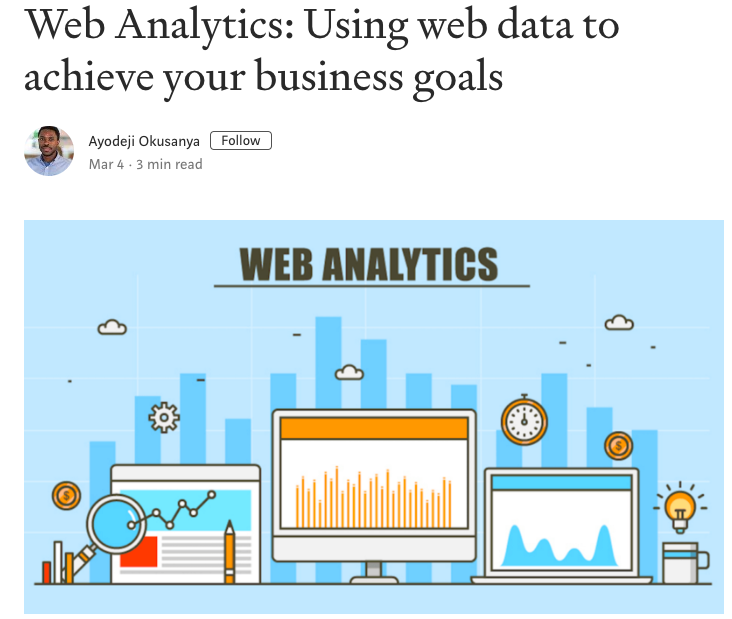 Web Analytics: Using web data to
achieve your business goals
Ayodeji Okusanya Follow
Mar 4 · 3 min read
WEB ANALYTICS
$
$